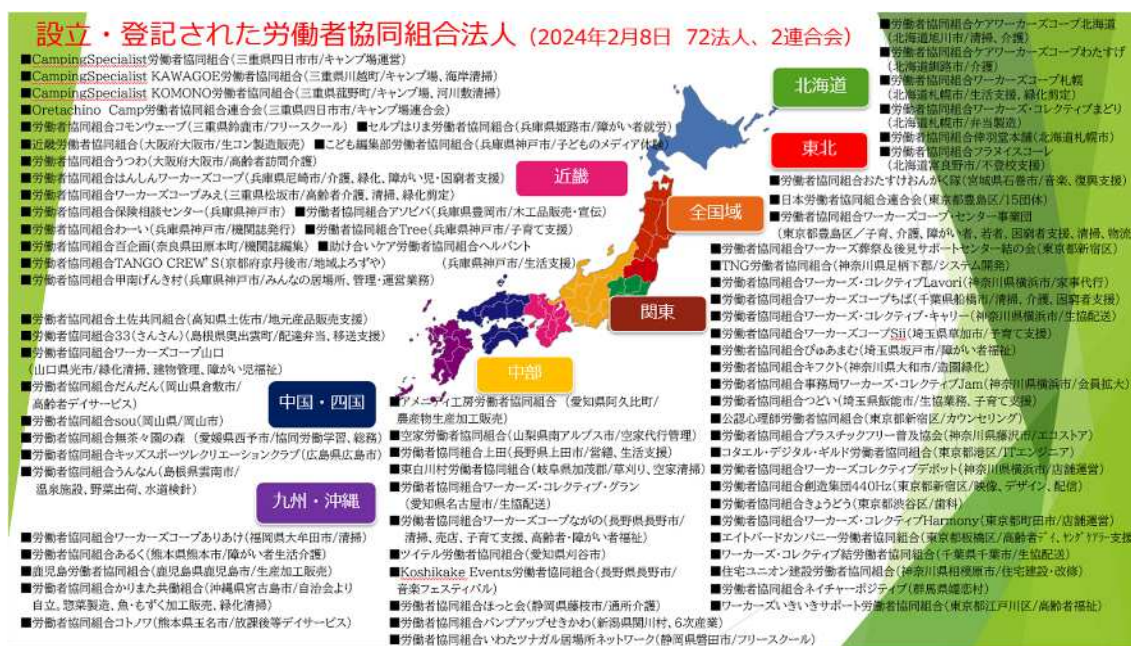 設立・登記された労働者協同組合法人（2024年2月8日 72法人、2連合会）
■CampingSpecialist労働者協同組合(三重県四日市市/キャンプ場運営)
■CampingSpecialist KAWAGOE労働者協同組合(三重県川越町/キャンプ場、海岸清掃)
■CampingSpecialist KOMONO労働者協同組合(三重県菰野町/キャンプ場、河川敷清掃)
■Oretachino Camp労働者協同組合連合会(三重県四日市市/キャンプ場連合会)
■労働者協同組合コモンウェーブ(三重県鈴鹿市/フリースクール) ■セルプはりま労働者協同組合(兵庫県姫路市/障がい者就労)
■近畿労働者協同組合(大阪府大阪市/生コン製造販売) ■こども編集部労働者協同組合(兵庫県神戸市/子どものメディア体験)
■労働者協同組合うつわ(大阪府大阪市/高齢者訪問介護)
■労働者協同組合はんしんワーカーズコープ(兵庫県尼崎市/介護、緑化、障がい児・困窮者支援)
■労働者協同組合ワーカーズコープみえ(三重県松坂市/高齢者介護、清掃、緑化剪定)
■労働者協同組合保険相談センター(兵庫県神戸市) ■労働者協同組合アソビバ(兵庫県豊岡市/木工品販売・宣伝)
■労働者協同組合わーい(兵庫県神戸市/機関誌発行) ■労働者協同組合Tree(兵庫県神戸市/子育て支援)
■労働者協同組合百企画(奈良県田原本町/機関誌編集) ■助け合いケア労働者協同組合ヘルパント
■労働者協同組合TANGO CREW'S(京都府京丹後市/地域よろずや) (兵庫県神戸市/生活支援)
■労働者協同組合甲南げんき村(兵庫県神戸市/みんなの居場所、管理・運営業務)
近畿
■労働者協同組合土佐共同組合(高知県土佐市/地元産品販売支援)
■労働者協同組合33(さんさん)(島根県奥出雲町/配達弁当、移送支援)
■労働者協同組合ワーカーズコープ山口
(山口県光市/緑化清掃、建物管理、障がい児福祉)
■労働者協同組合だんだん(岡山県倉敷市/
高齢者デイサービス)
■労働者協同組合sou(岡山県/岡山市)
■労働者協同組合無茶々園の森 (愛媛県西予市/協同労働学習、総務)
■労働者協同組合キッズスポーツクリエーションクラブ(広島県広島市)
■労働者協同組合うんなん(島根県雲南市/
温泉施設、野菜出荷、水道検針)
中国・四国
九州・沖縄
■労働者協同組合ワーカーズコープありあけ(福岡県大牟田市/清掃)
■労働者協同組合あるく(熊本県熊本市/障がい者生活介護)
■鹿児島労働者協同組合(鹿児島県鹿児島市/生産加工販売)
■労働者協同組合かりまた共働組合(沖縄県宮古島市/自治会より
自立。惣菜製造、魚・もずく加工販売、緑化清掃)
■労働者協同組合コトノワ(熊本県玉名市/放課後等デイサービス)
中部
■アメニティ工房労働者協同組合 (愛知県阿久比町/
農産物生産加工販売)
■空家労働者協同組合(山梨県南アルプス市/空家代行管理)
■労働者協同組合上田(長野県上田市/営繕、生活支援)
■東白川村労働者協同組合(岐阜県加茂郡/草刈り、空家清掃)
■労働者協同組合ワーカーズ・コレクティブ・グラン
(愛知県名古屋市/生協配送)
■労働者協同組合ワーカーズコープながの(長野県長野市/
清掃、売店、子育て支援、高齢者・障がい者福祉)
■ツイテル労働者協同組合(愛知県刈谷市)
■Koshikake Events労働者協同組合(長野県長野市/
音楽フェスティバル)
■労働者協同組合ほっと会(静岡県藤枝市/通所介護)
■労働者協同組合パンプアップせきかわ(新潟県関川村、6次産業)
■労働者協同組合いわたツナガル居場所ネットワーク(静岡県磐田市/フリースクール)
北海道
■労働者協同組合ケアワーカーズコープ北海道
(北海道旭川市/清掃、介護)
■労働者協同組合ケアワーカーズコープわたすげ
(北海道釧路市/介護)
■労働者協同組合ワーカーズコープ札幌
(北海道札幌市/生活支援、緑化剪定)
■労働者協同組合ワーカーズ・コレクティブまどり
(北海道札幌市/弁当製造)
■労働者協同組合倖羽堂本舗(北海道札幌市)
■労働者協同組合フラヌイスコーレ
(北海道富良野市/不登校支援)
東北
■労働者協同組合おたすけおんがく隊(宮城県石巻市/音楽、復興支援)
全国域
■日本労働者協同組合連合会(東京都豊島区/15団体)
■労働者協同組合ワーカーズコープ・センター事業団
(東京都豊島区/子育、介護、障がい者、若者、困窮者支援、清掃、物流)
関東
■労働者協同組合ワーカーズ葬祭&後見サポートセンター結の会(東京都新宿区)
■TNG労働者協同組合(神奈川県足柄下郡/システム開発)
■労働者協同組合ワーカーズ・コレクティブLavori(神奈川県横浜市/家事代行)
■労働者協同組合ワーカーズコープちば(千葉県船橋市/清掃、介護、困窮者支援)
■労働者協同組合ワーカーズ・コレクティブ・キャリー(神奈川県横浜市/生協配送)
■労働者協同組合ワーカーズコープSii(埼玉県草加市/子育て支援)
■労働者協同組合ぴゅあまむ(埼玉県坂戸市/障がい者福祉)
■労働者協同組合キフクト(神奈川県大和市/造園緑化)
■労働者協同組合事務局ワーカーズ・コレクティブJam(神奈川県横浜市/会員拡大)
■労働者協同組合つどい(埼玉県飯能市/生協業務、子育て支援)
■公認心理師労働者協同組合(東京都新宿区/カウンセリング)
■労働者協同組合プラスチックフリー普及協会(神奈川県藤沢市/エコストア)
■コタエル・デジタル・ギルド労働者協同組合(東京都港区/ITエンジニア)
■労働者協同組合ワーカーズコレクティブデポット(神奈川県横浜市/店舗運営)
■労働者協同組合創造集団440Hz(東京都新宿区/映像、デザイン、配信)
■労働者協同組合きょうどう(東京都渋谷区/歯科)
■労働者協同組合ワーカーズ・コレクティブHarmony(東京都町田市/店舗運営)
■エイトバードカンパニー労働者協同組合(東京都板橋区/高齢者デイ、ヤングケアラー支援)
■ワーカーズ・コレクティブ結労働者協同組合(千葉県千葉市/生協配送)
■住宅ユニオン建設労働者協同組合(神奈川県相模原市/住宅建設・改修)
■労働者協同組合ネイチャーポジティブ(群馬県嬬恋村)
■ワーカーズいきいきサポート労働者協同組合(東京都江戸川区/高齢者福祉)